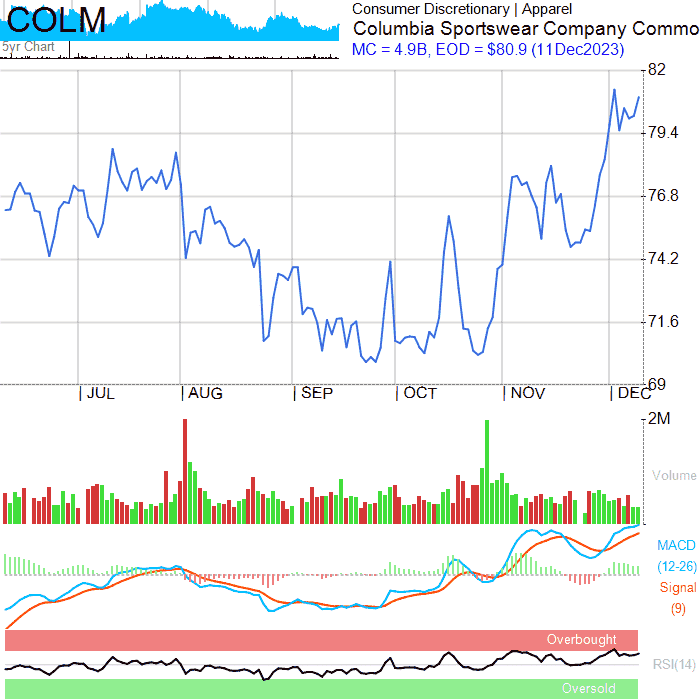 COLM
5yr Chart
Consumer Discretionary | Apparel
Columbia Sportswear Company Commo
MC = 4.9B, EOD = $80.9 (11Dec2023)
82
79.4
76.8
74.2
71.6
69
| JUL | AUG | SEP | OCT | NOV | DEC
2M
Volume
MACD
(12-26)
Signal
(9)
Overbought
RSI(14)
Oversold